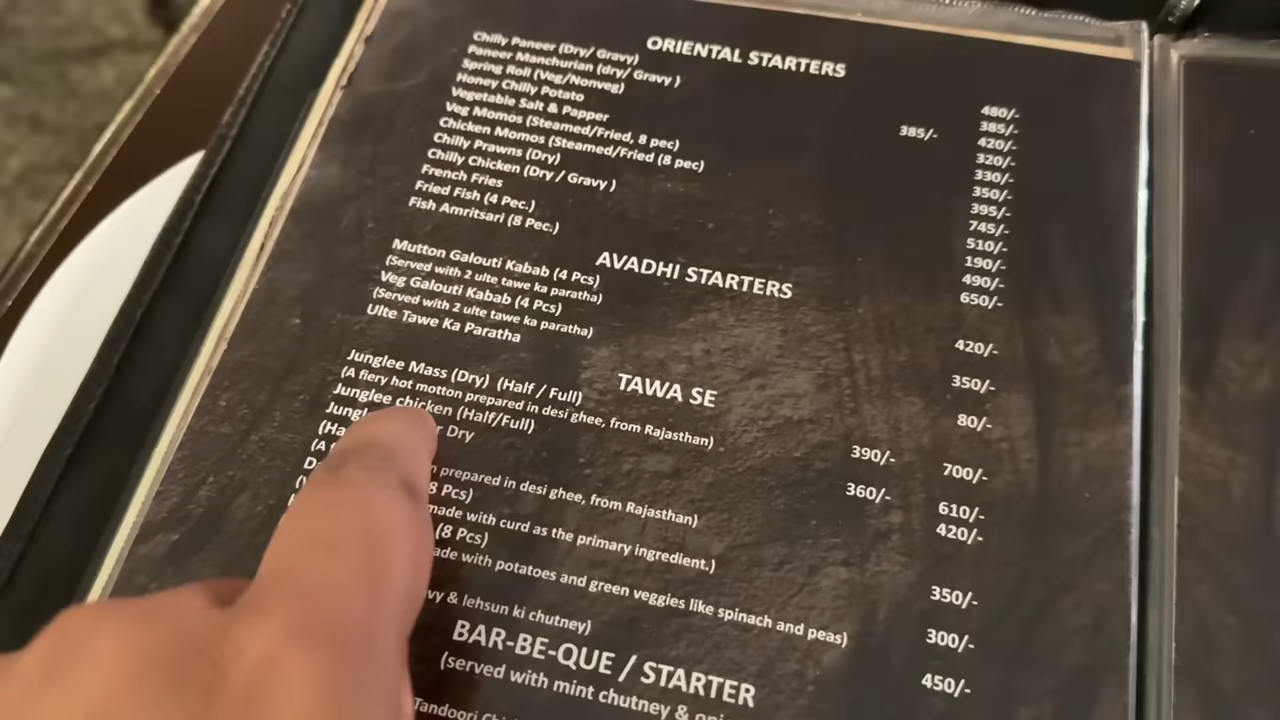 ORIENTAL STARTERS
Chilly Paneer (Dry/ Gravy) 480/-
Paneer Manchurian (dry/ Gravy ) 385/-
Spring Roll (Veg/Nonveg) 385/- 420/-
Honey Chilly Potato 320/-
Vegetable Salt & Papper 330/-
Veg Momos (Steamed/Fried, 8 pec) 350/-
Chicken Momos (Steamed/Fried (8 pec) 395/-
Chilly Prawns (Dry) 745/-
Chilly Chicken (Dry / Gravy ) 510/-
French Fries 190/-
Fried Fish (4 Pec.) 490/-
Fish Amritsari (8 Pec.) 650/-
AVADHI STARTERS
Mutton Galouti Kabab (4 Pcs) 420/-
(Served with 2 ulte tawe ka paratha)
Veg Galouti Kabab (4 Pcs) 350/-
(Served with 2 ulte tawe ka paratha)
Ulte Tawe Ka Paratha 80/-
TAWA SE
Junglee Mass (Dry) (Half / Full) 390/- 700/-
(A fiery hot motton prepared in desi ghee, from Rajasthan)
Junglee chicken (Half/Full) 360/- 610/-
Dry 420/-
prepared in desi ghee, from Rajasthan)
8 Pcs) 350/-
made with curd as the primary ingredient.)
(8 Pcs) 300/-
with potatoes and green veggies like spinach and peas)
450/-
& lehsun ki chutney)
BAR-BE-QUE / STARTER
(served with mint chutney &
Tandoori